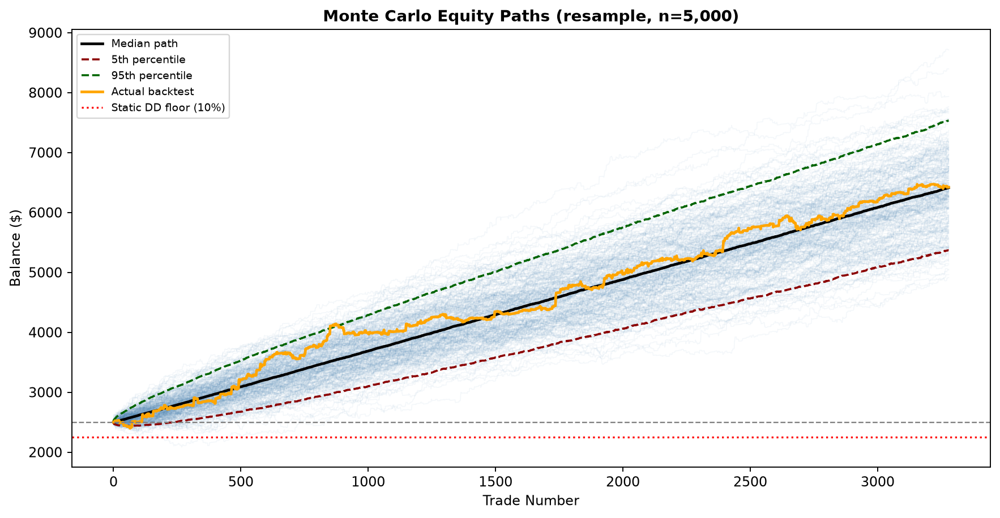 Monte Carlo Equity Paths (resample, n=5,000)
Median path
5th percentile
95th percentile
Actual backtest
Static DD floor (10%)
Balance ($)
9000
8000
7000
6000
5000
4000
3000
2000
0 500 1000 1500 2000 2500 3000
Trade Number